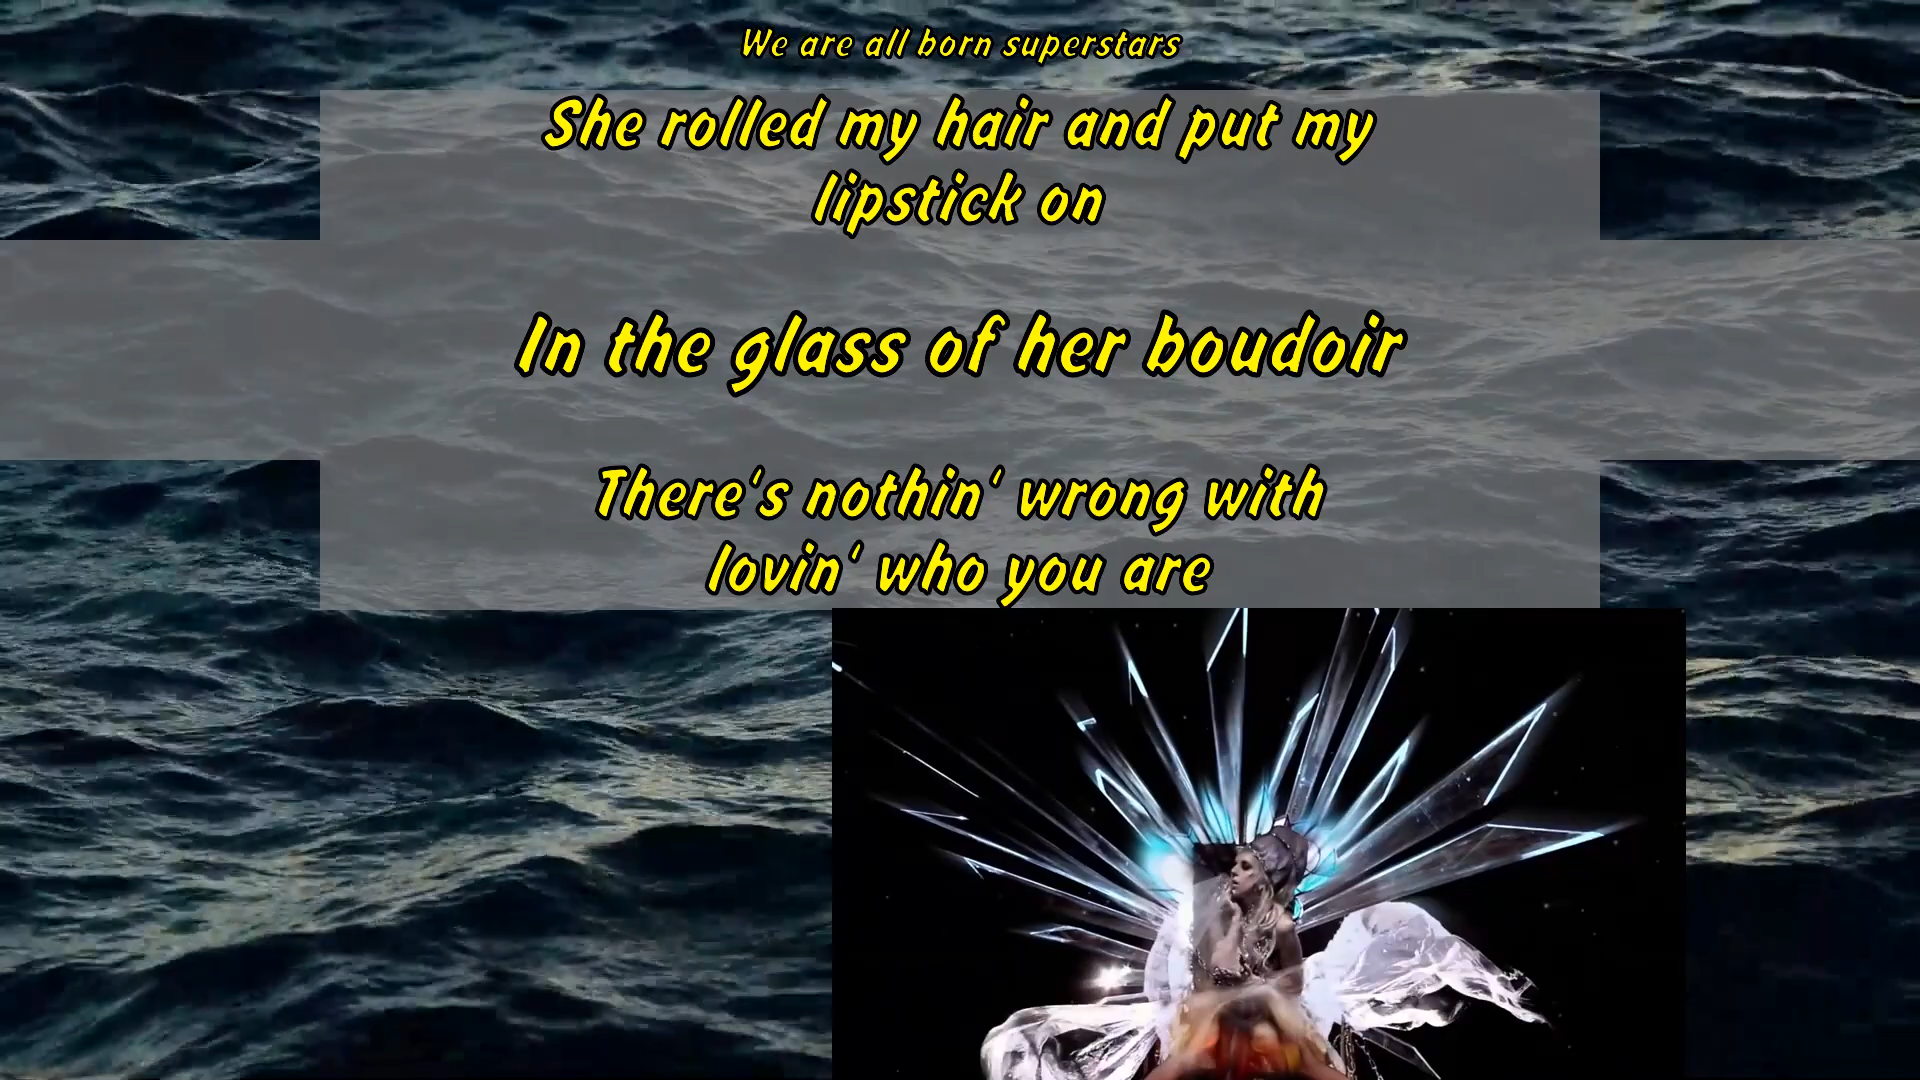 We are all born superstars
She rolled my hair and put my
lipstick on
In the glass of her boudoir
There's nothin' wrong with
lovin' who you are